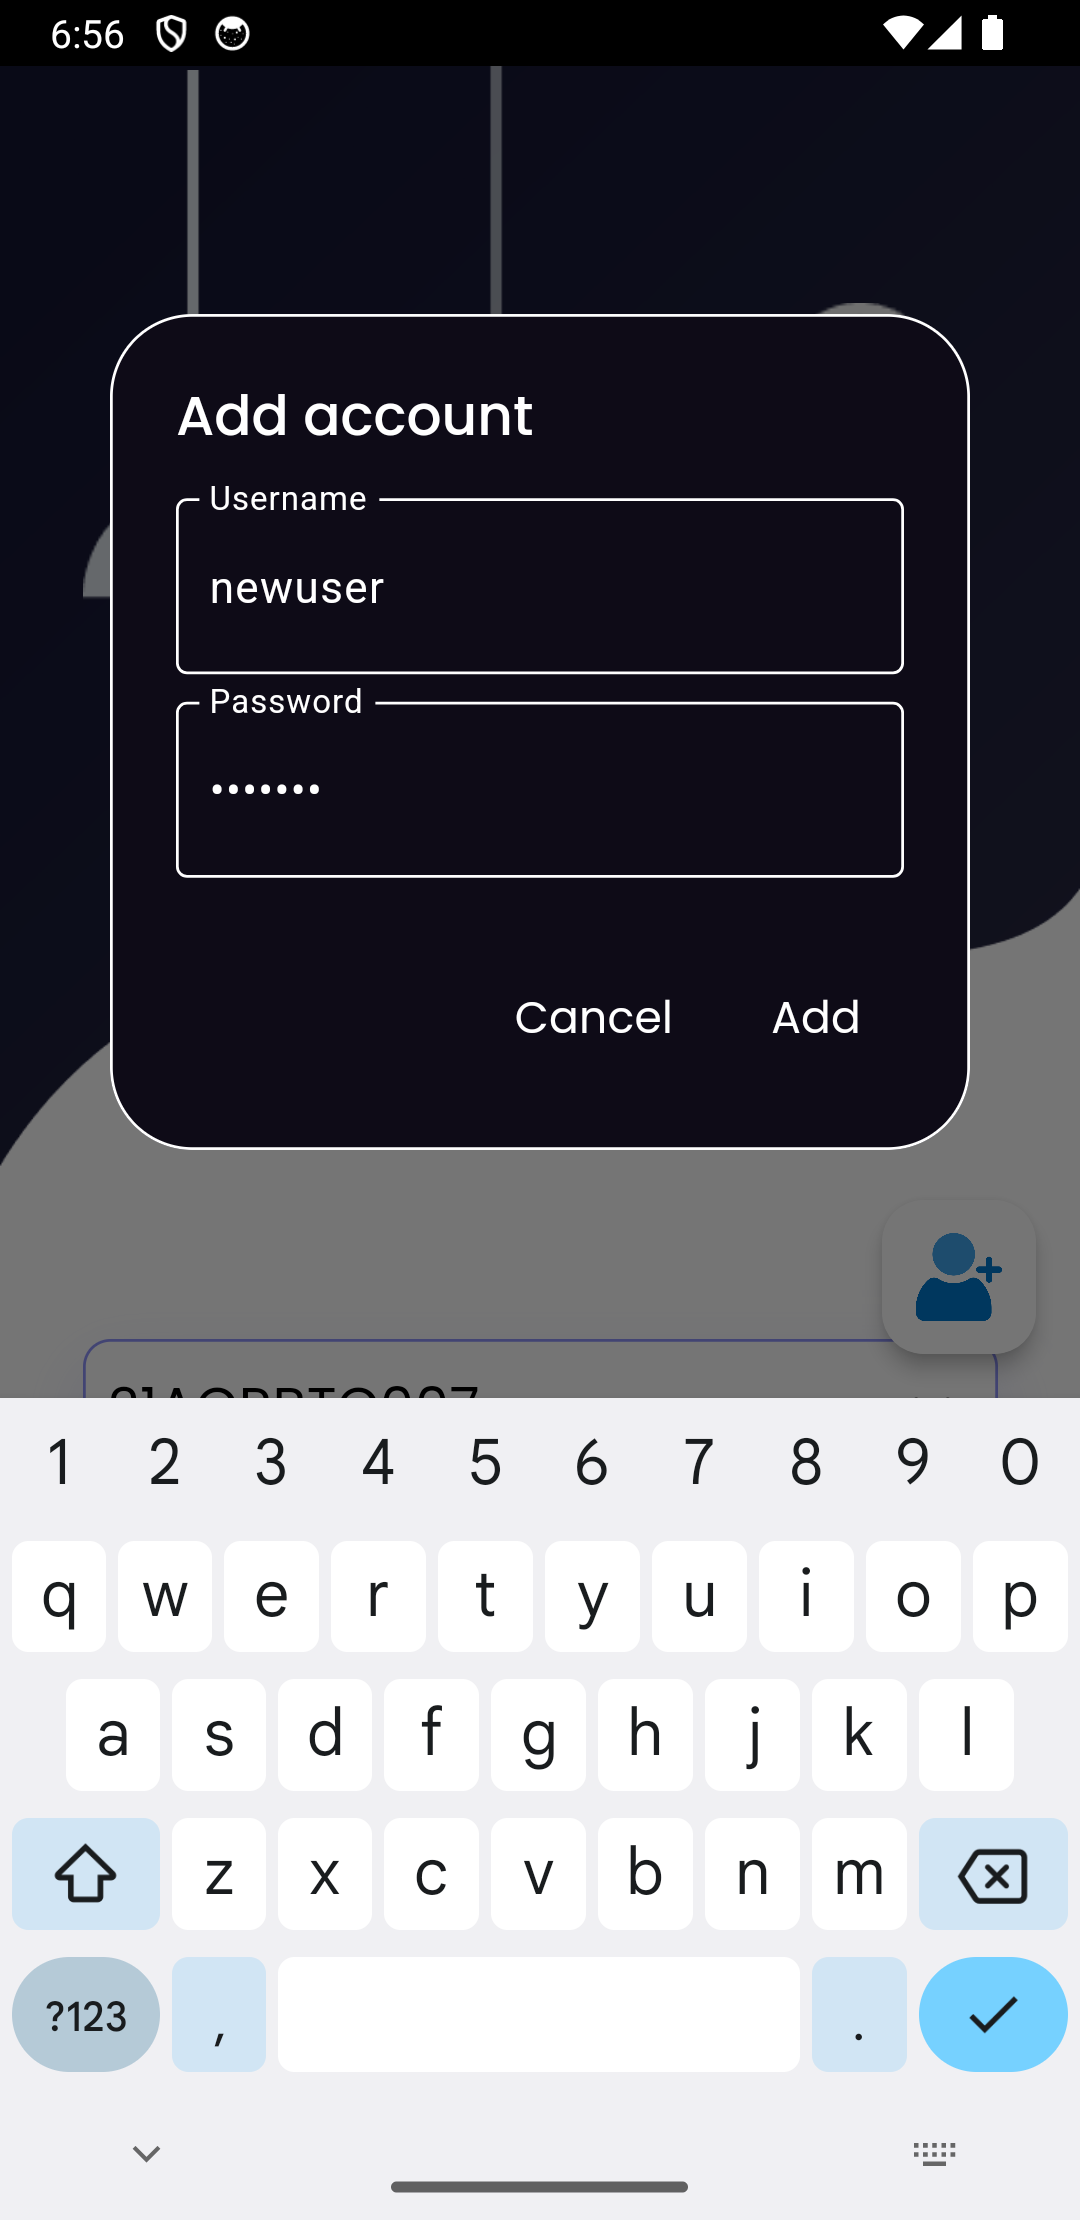 6:56
Add account
Username
newuser
Password
•••••••
Cancel Add
1 2 3 4 5 6 7 8 9 0
q w e r t y u i o p
a s d f g h j k l
z x c v b n m
?123 , .